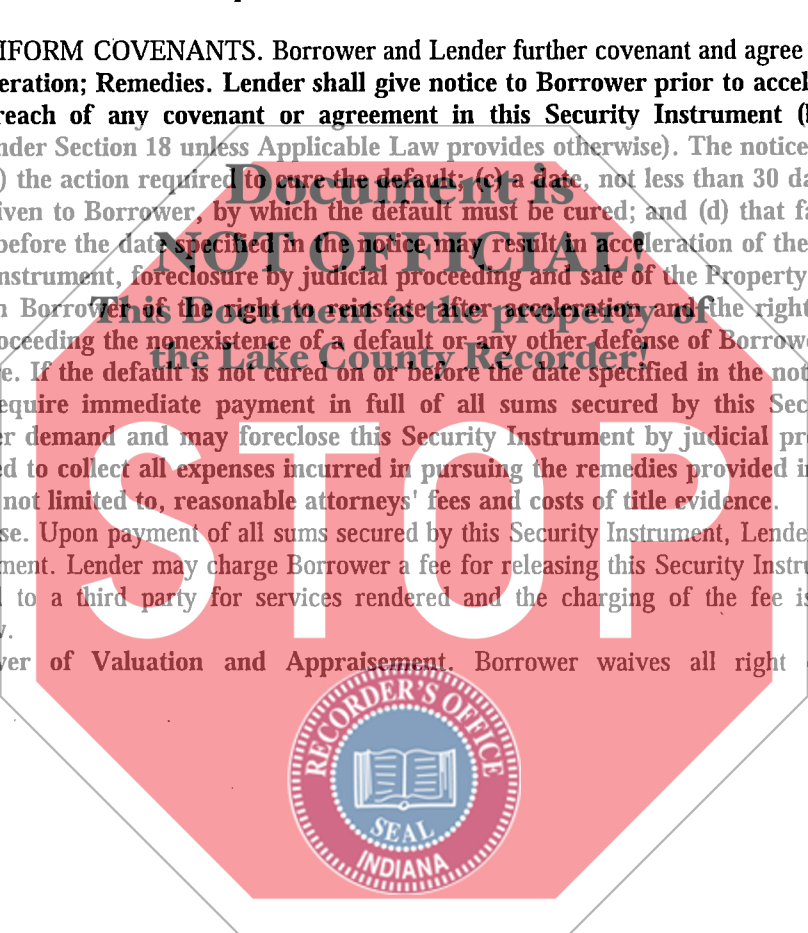 IFORM COVENANTS. Borrower and Lender further covenant and agree
eration; Remedies. Lender shall give notice to Borrower prior to accel
reach of any covenant or agreement in this Security Instrument (
nder Section 18 unless Applicable Law provides otherwise). The notice
) the action required to cure the default; (c) a date, not less than 30 da
Document is
iven to Borrower, by which the default must be cured; and (d) that fa
before the date specified in the notice may result in acceleration of the
NOT OFFICIAL!
nstrument, foreclosure by judicial proceeding and sale of the Property
n Borrower of the right to reinstate after acceleration and the right
This Document is the property of
oceeding the nonexistence of a default or any other defense of Borrowe
the Lake County Recorder!
e. If the default is not cured on or before the date specified in the not
equire immediate payment in full of all sums secured by this Sec
er demand and may foreclose this Security Instrument by judicial pr
d to collect all expenses incurred in pursuing the remedies provided i
not limited to, reasonable attorneys' fees and costs of title evidence.
STOP
se. Upon payment of all sums secured by this Security Instrument, Lende
ment. Lender may charge Borrower a fee for releasing this Security Instru
l to a third party for services rendered and the charging of the fee is
v.
ver of Valuation and Appraisement. Borrower waives all right
RECORDER'S OFFICE
SEAL
INDIANA